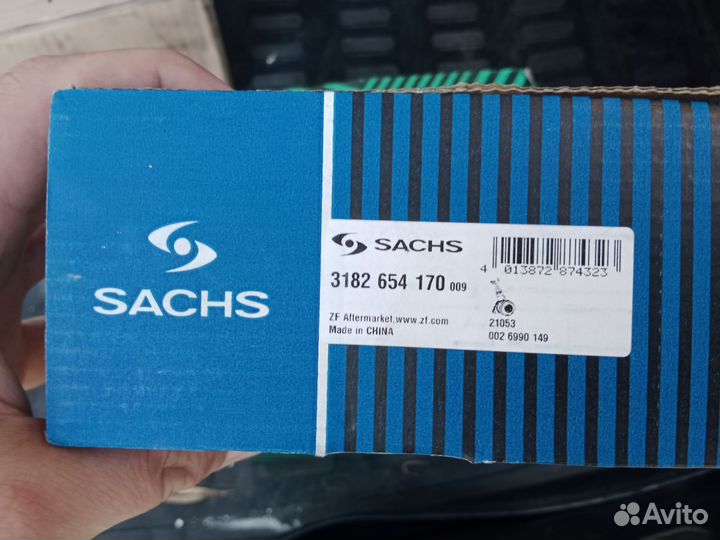 SACHS
SACHS
3182 654 170 009
4 013872 874323
ZF Aftermarket.www.zf.com
Made in CHINA
21053
002 6990 149
Avito